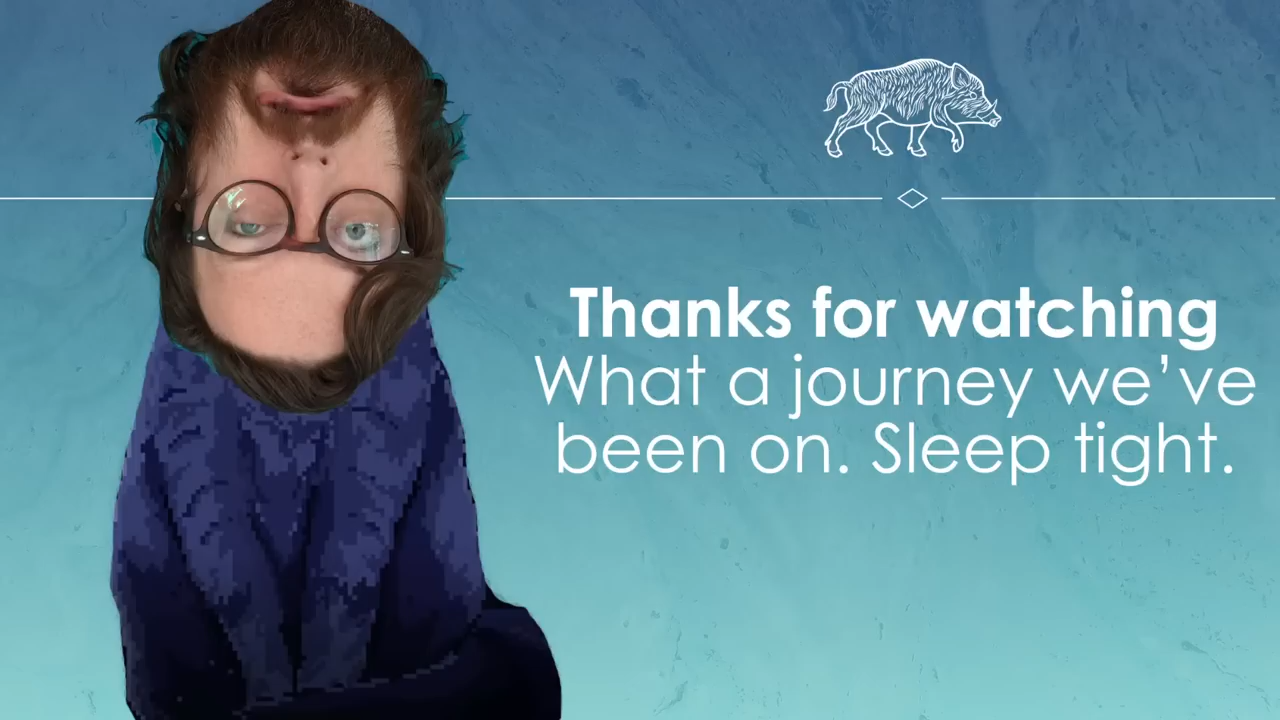 Thanks for watching
What a journey we’ve
been on. Sleep tight.